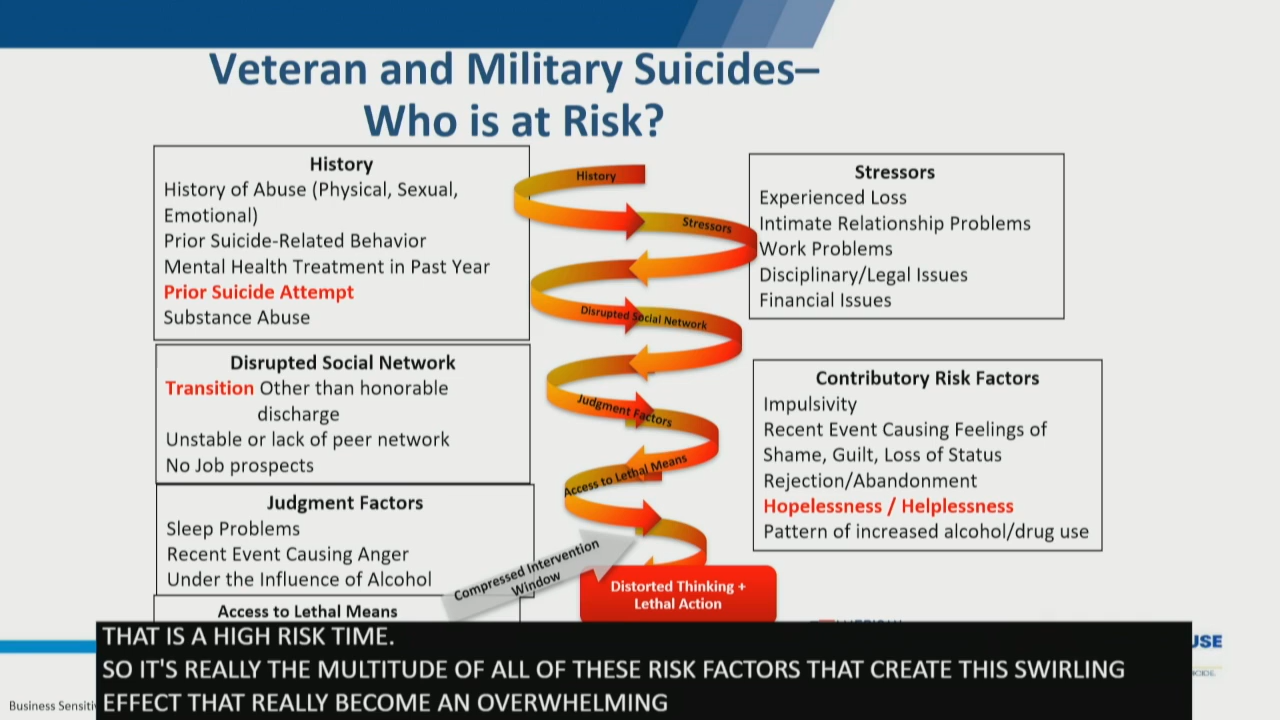 Veteran and Military Suicides–
Who is at Risk?
History
History of Abuse (Physical, Sexual,
Emotional)
Prior Suicide-Related Behavior
Mental Health Treatment in Past Year
Prior Suicide Attempt
Substance Abuse
Disrupted Social Network
Transition Other than honorable
discharge
Unstable or lack of peer network
No Job prospects
Judgment Factors
Sleep Problems
Recent Event Causing Anger
Under the Influence of Alcohol
Access to Lethal Means
History
Stressors
Disrupted Social Network
Judgment Factors
Access to Lethal Means
Compressed Intervention
Window
Distorted Thinking +
Lethal Action
Stressors
Experienced Loss
Intimate Relationship Problems
Work Problems
Disciplinary/Legal Issues
Financial Issues
Contributory Risk Factors
Impulsivity
Recent Event Causing Feelings of
Shame, Guilt, Loss of Status
Rejection/Abandonment
Hopelessness / Helplessness
Pattern of increased alcohol/drug use
THAT IS A HIGH RISK TIME.
SO IT'S REALLY THE MULTITUDE OF ALL OF THESE RISK FACTORS THAT CREATE THIS SWIRLING
EFFECT THAT REALLY BECOME AN OVERWHELMING
Business